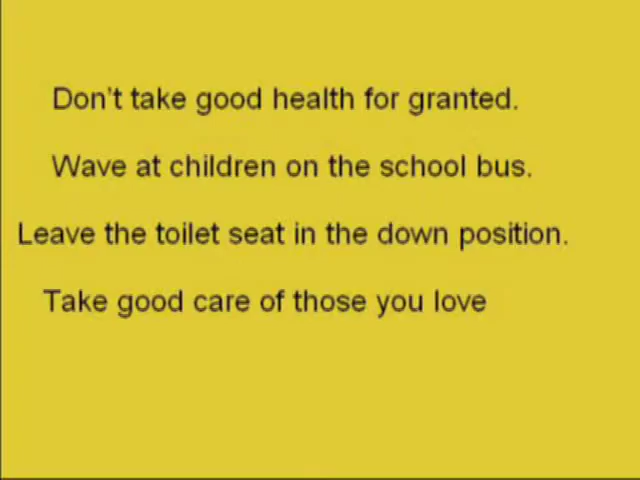 Don't take good health for granted.
Wave at children on the school bus.
Leave the toilet seat in the down position.
Take good care of those you love